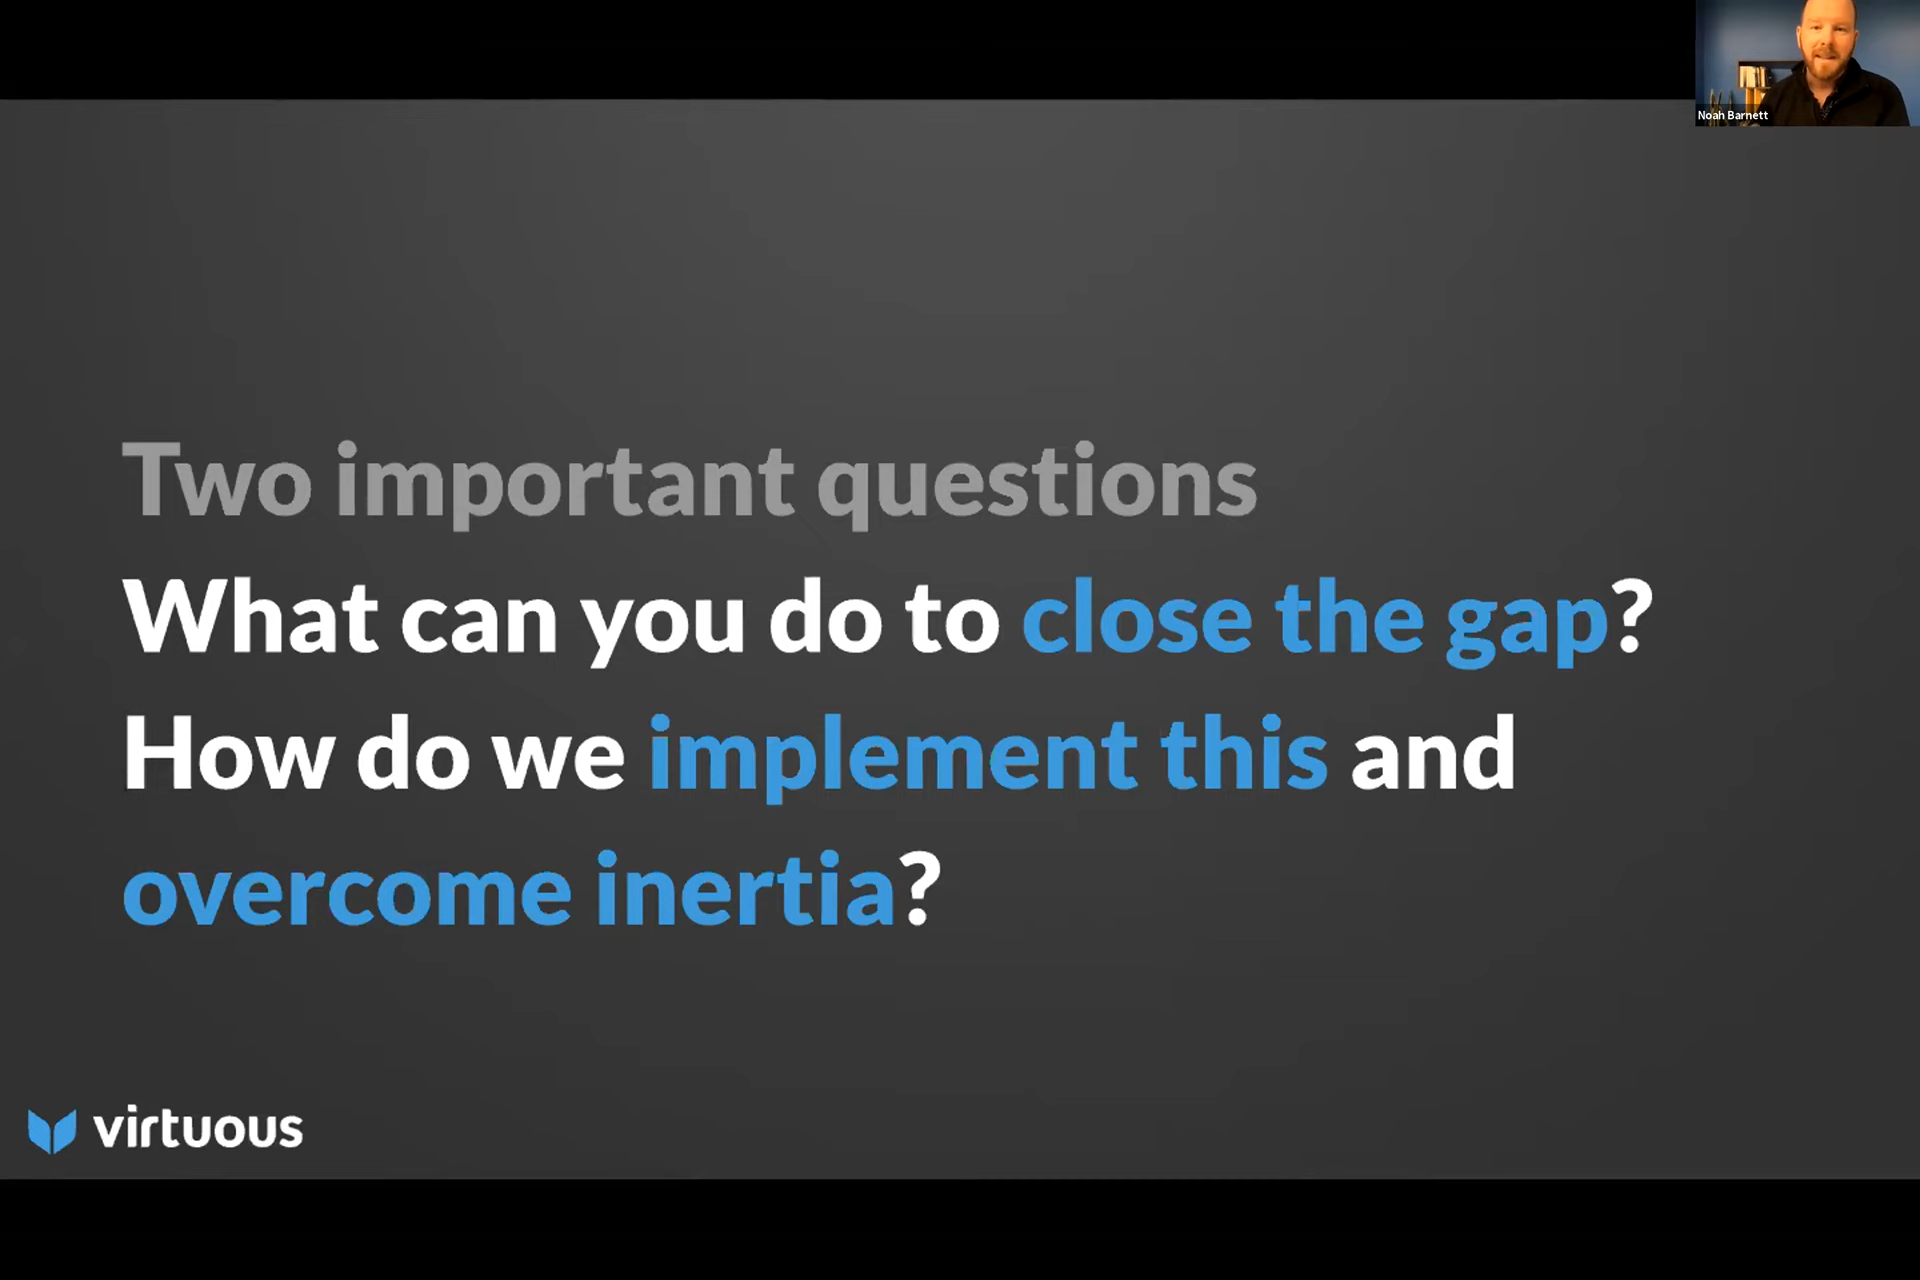 Noah Barnett
Two important questions
What can you do to close the gap?
How do we implement this and
overcome inertia?
virtuous